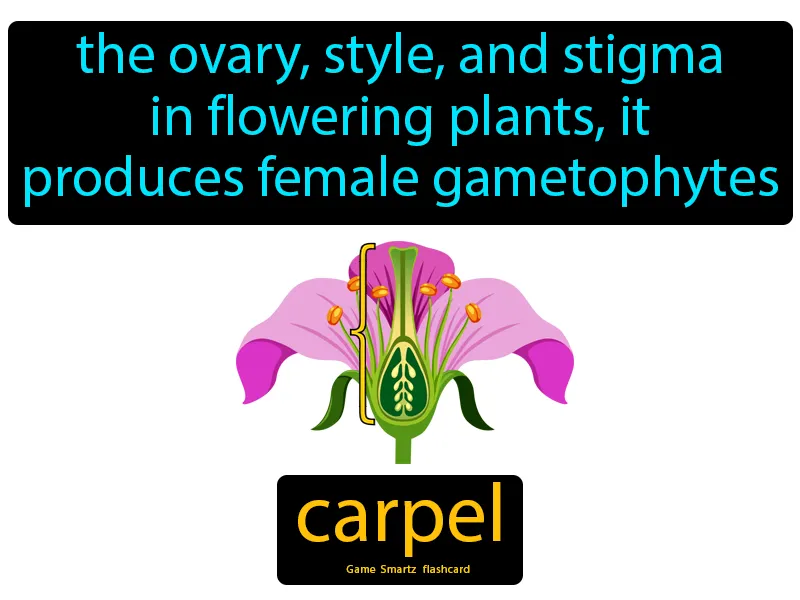 the ovary, style, and stigma
in flowering plants, it
produces female gametophytes
carpel
Game Smartz flashcard